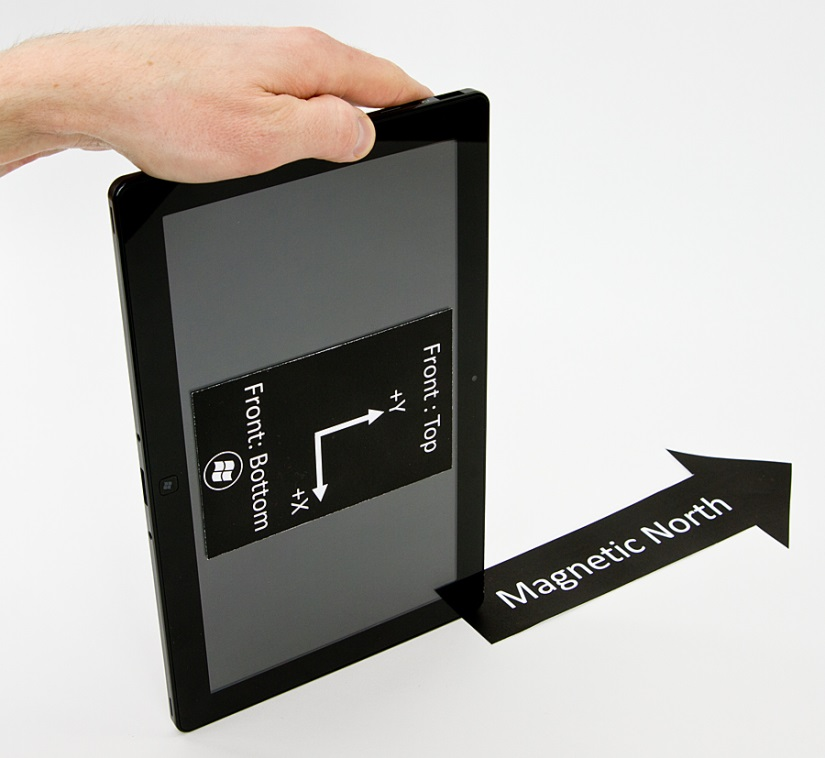 Front : Top
+Y
+X
Front: Bottom
Magnetic North